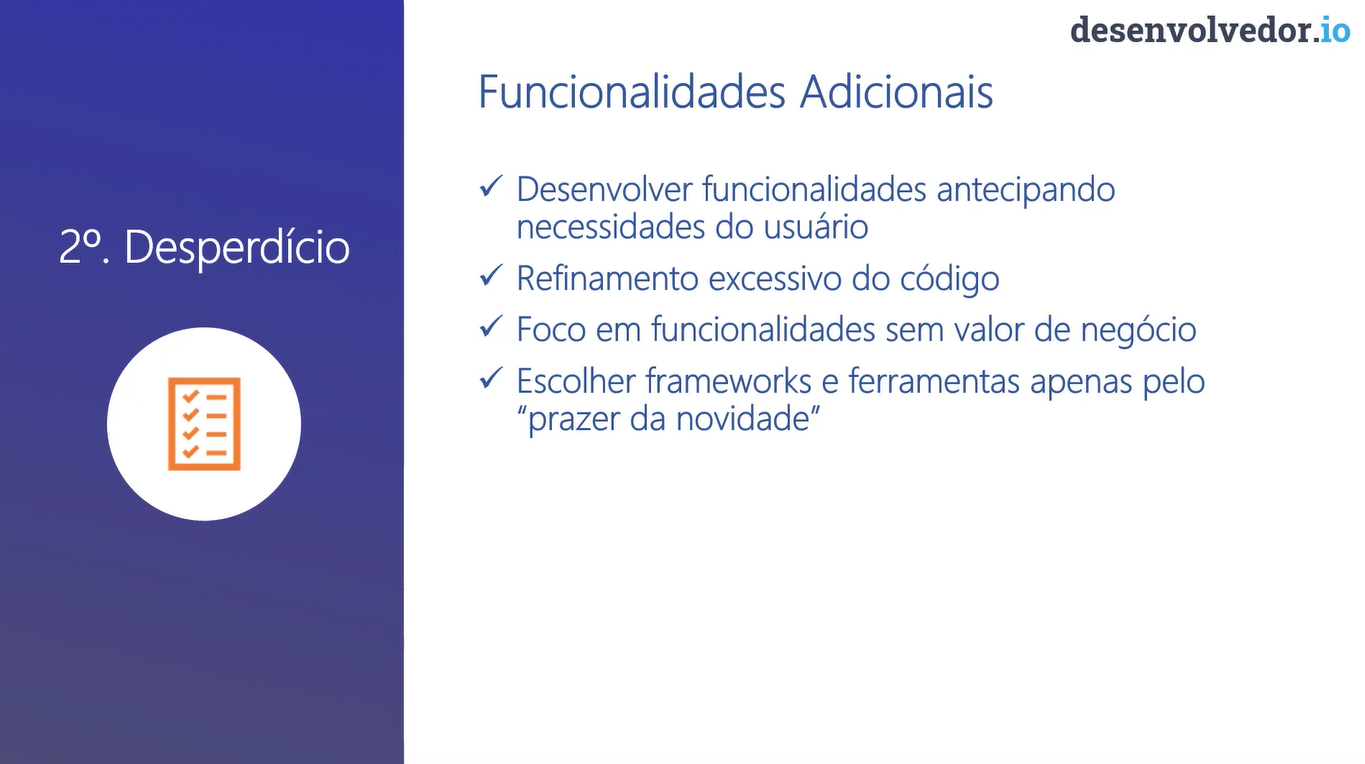 desenvolvedor.io
Funcionalidades Adicionais
2º. Desperdício
Desenvolver funcionalidades antecipando
necessidades do usuário
Refinamento excessivo do código
Foco em funcionalidades sem valor de negócio
Escolher frameworks e ferramentas apenas pelo
“prazer da novidade”